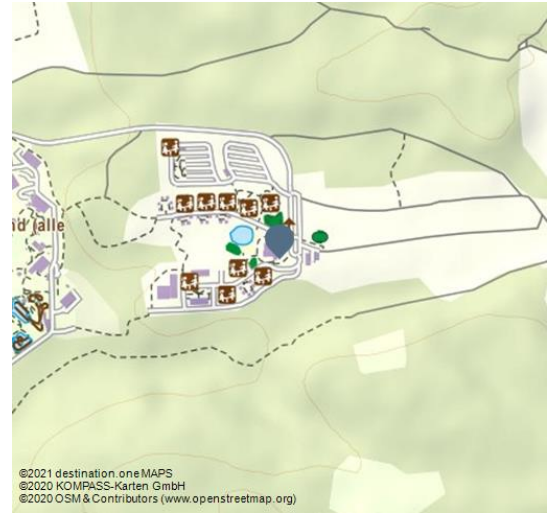 ©2021 destination.one MAPS
©2020 KOMPASS-Karten GmbH
©2020 OSM & Contributors (www.openstreetmap.org)